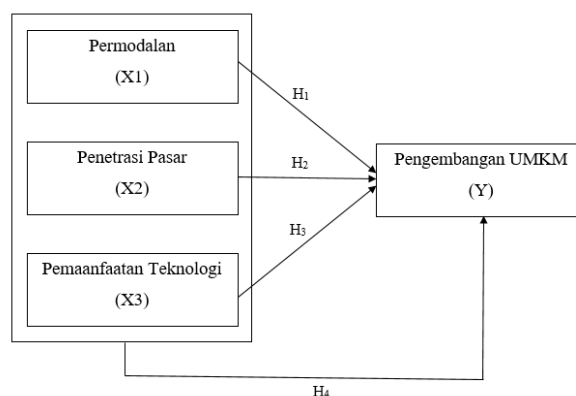 Permodalan
(X1)
H1
Penetrasi Pasar
(X2)
H2
Pengembangan UMKM
(Y)
H3
Pemaanfaatan Teknologi
(X3)
H4